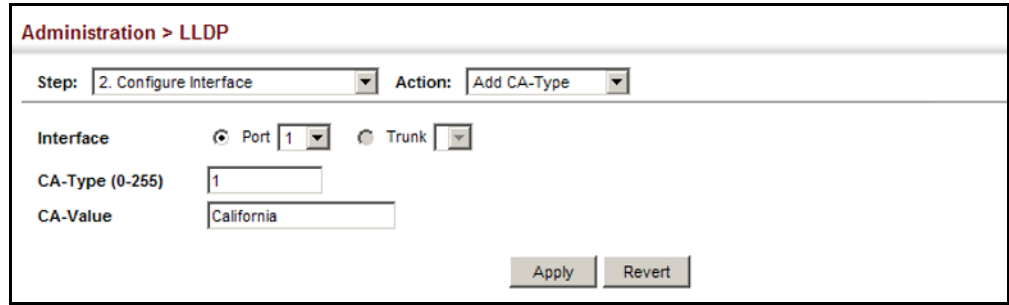 Administration > LLDP
Step: 2. Configure Interface Action: Add CA-Type
Interface Port 1 Trunk
CA-Type (0-255) 1
CA-Value California
Apply Revert